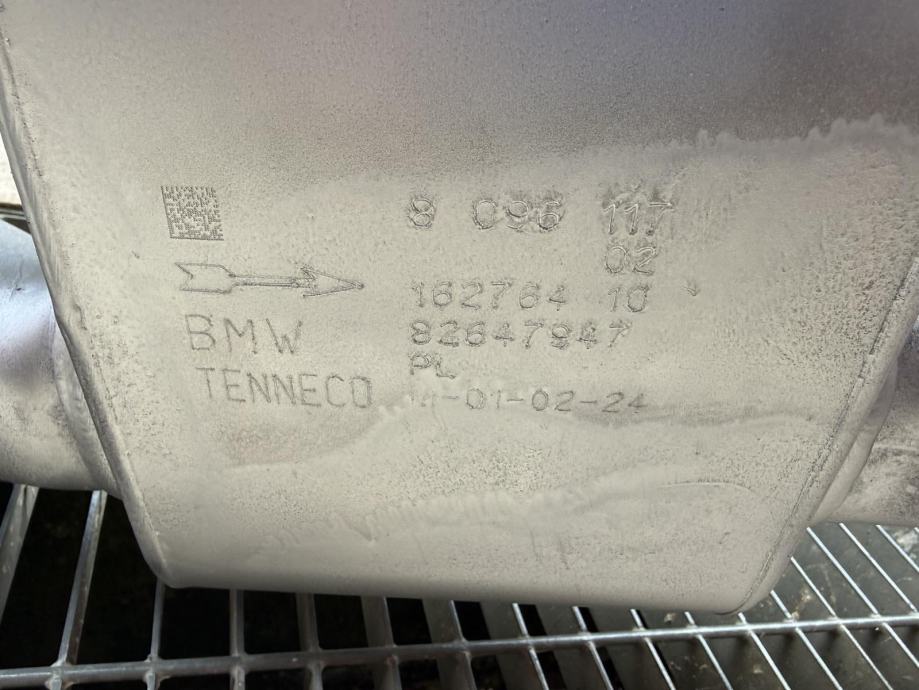 8 096 117
02
162764 10
BMW 82647947
PL
TENNECO -01-02-24